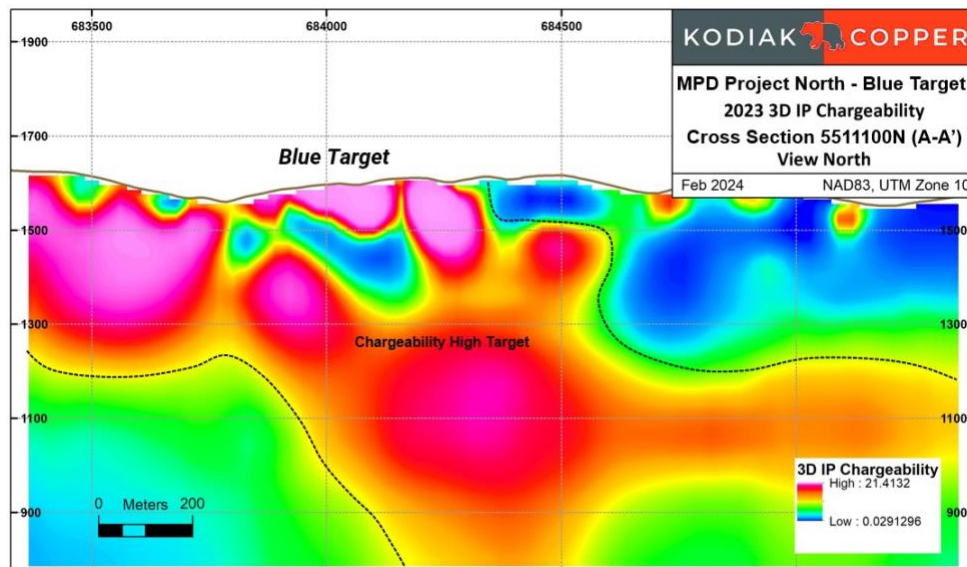 683500 684000 684500
1900
1700
1500
1300
1100
900
KODIAK COPPER
MPD Project North - Blue Target
2023 3D IP Chargeability
Cross Section 5511100N (A-A')
View North
Feb 2024 NAD83, UTM Zone 10
Blue Target
Chargeability High Target
1500
1300
1100
900
0 Meters 200
3D IP Chargeability
High : 21.4132
Low : 0.0291296